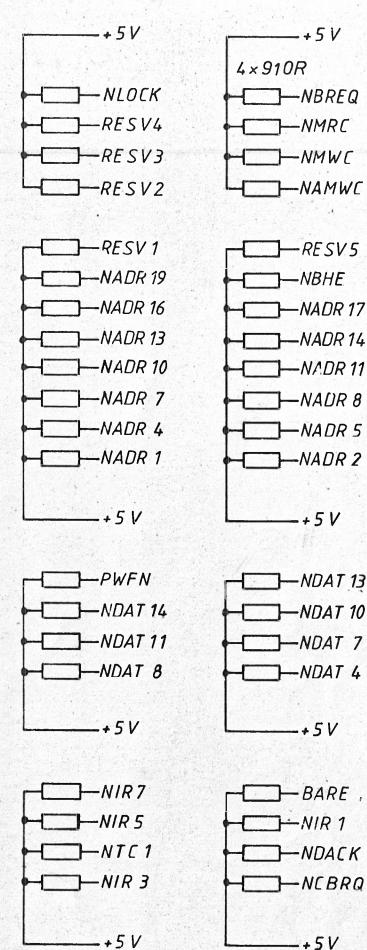 +5V
NLOCK
RESV4
RESV3
RESV2
+5V
4×910R
NBREQ
NMRC
NMWC
NAMWC
RESV1
NADR 19
NADR 16
NADR 13
NADR 10
NADR 7
NADR 4
NADR 1
+5V
RESV5
NBHE
NADR 17
NADR 14
NADR 11
NADR 8
NADR 5
NADR 2
+5V
PWFN
NDAT 14
NDAT 11
NDAT 8
+5V
NDAT 13
NDAT 10
NDAT 7
NDAT 4
+5V
NIR7
NIR5
NTC1
NIR 3
+5V
BARE
NIR 1
NDACK
NCBRQ
+5V